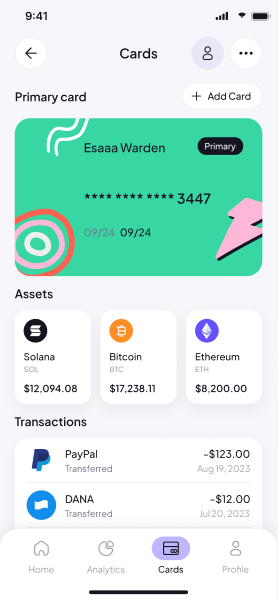 9:41
Cards
Primary card
Add Card
Esaaa Warden
Primary
**** **** **** **** 3447
09/24 09/24
Assets
Solana
SOL
$12,094.08
Bitcoin
BTC
$17,238.11
Ethereum
ETH
$8,200.00
Transactions
PayPal
-$123.00
Transferred
Aug 19, 2023
DANA
-$12.00
Transferred
Jul 20, 2023
Home
Analytics
Cards
Profile